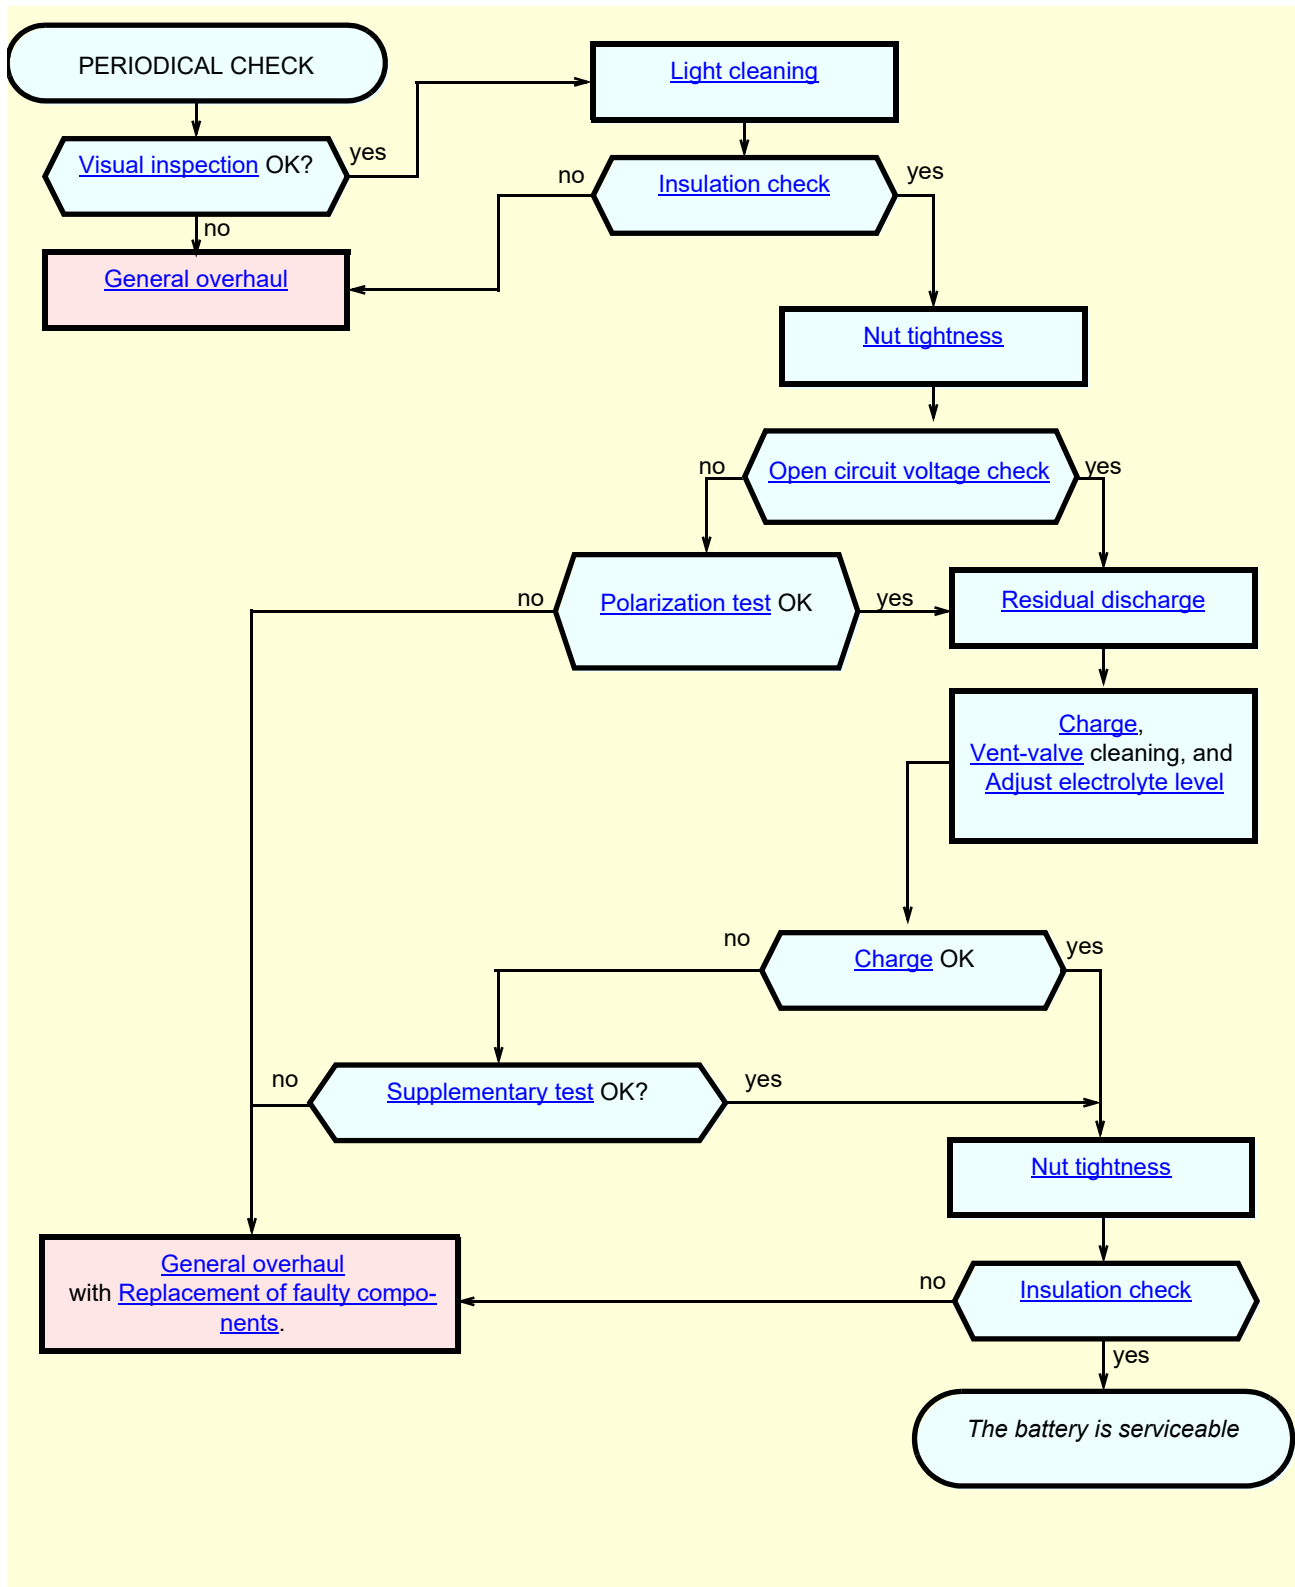 PERIODICAL CHECK
Light cleaning
Visual inspection OK?
yes
no
Insulation check
yes
no
General overhaul
Nut tightness
no
Open circuit voltage check
yes
no
Polarization test OK
yes
Residual discharge
Charge,
Vent-valve cleaning, and
Adjust electrolyte level
no
Charge OK
yes
no
Supplementary test OK?
yes
Nut tightness
General overhaul
with Replacement of faulty compo-
nents.
no
Insulation check
yes
The battery is serviceable